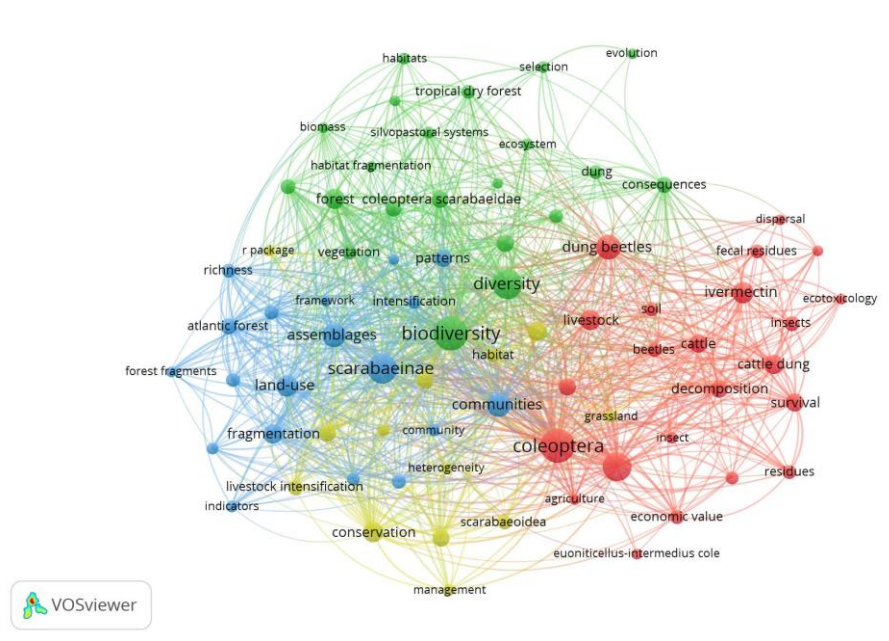 habitats
evolution
selection
tropical dry forest
biomass
silvopastoral systems
ecosystem
habitat fragmentation
dung
consequences
forest
coleoptera scarabaeidae
dispersal
r package
vegetation
patterns
dung beetles
fecal residues
richness
diversity
ivermectin
framework
intensification
soil
ecotoxicology
atlantic forest
assemblages
biodiversity
livestock
insects
habitat
beetles
cattle
forest fragments
scarabaeinae
cattle dung
land-use
decomposition
communities
survival
grassland
fragmentation
community
coleoptera
insect
heterogeneity
residues
livestock intensification
indicators
agriculture
conservation
scarabaeoidea
economic value
euoniticellus-intermedius cole
management
VOSviewer